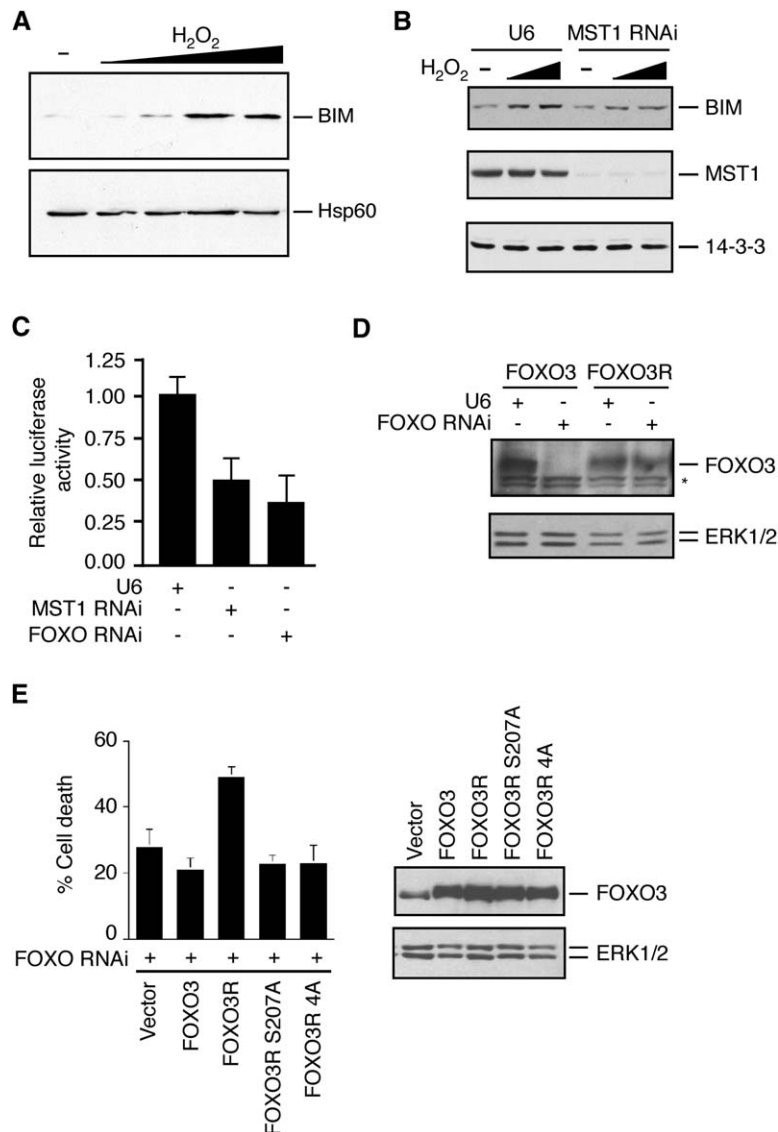 A
H2O2
–
BIM
Hsp60
B
U6 MST1 RNAi
H2O2 – –
BIM
MST1
14-3-3
C
Relative luciferase
activity
1.25
1.00
0.75
0.50
0.25
0.00
U6 + - -
MST1 RNAi - + -
FOXO RNAi - - +
D
FOXO3 FOXO3R
U6 + - + -
FOXO RNAi - + - +
FOXO3
*
ERK1/2
E
% Cell death
60
40
20
0
FOXO RNAi + + + + +
Vector
FOXO3
FOXO3R
FOXO3R S207A
FOXO3R 4A
Vector
FOXO3
FOXO3R
FOXO3R S207A
FOXO3R 4A
FOXO3
ERK1/2